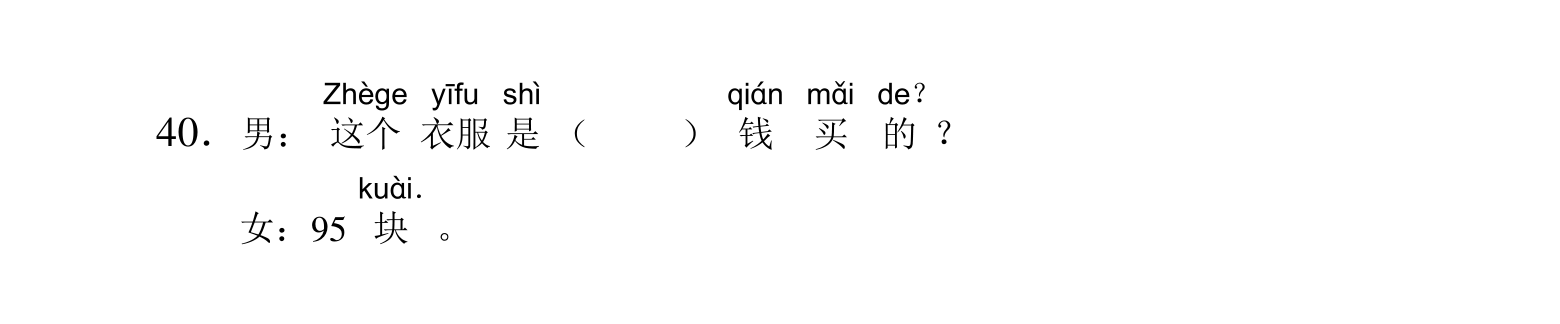 Zhège yīfu shì qián mǎi de?
40. 男： 这个 衣服 是 （ ） 钱 买 的 ？
kuài.
女：95 块 。